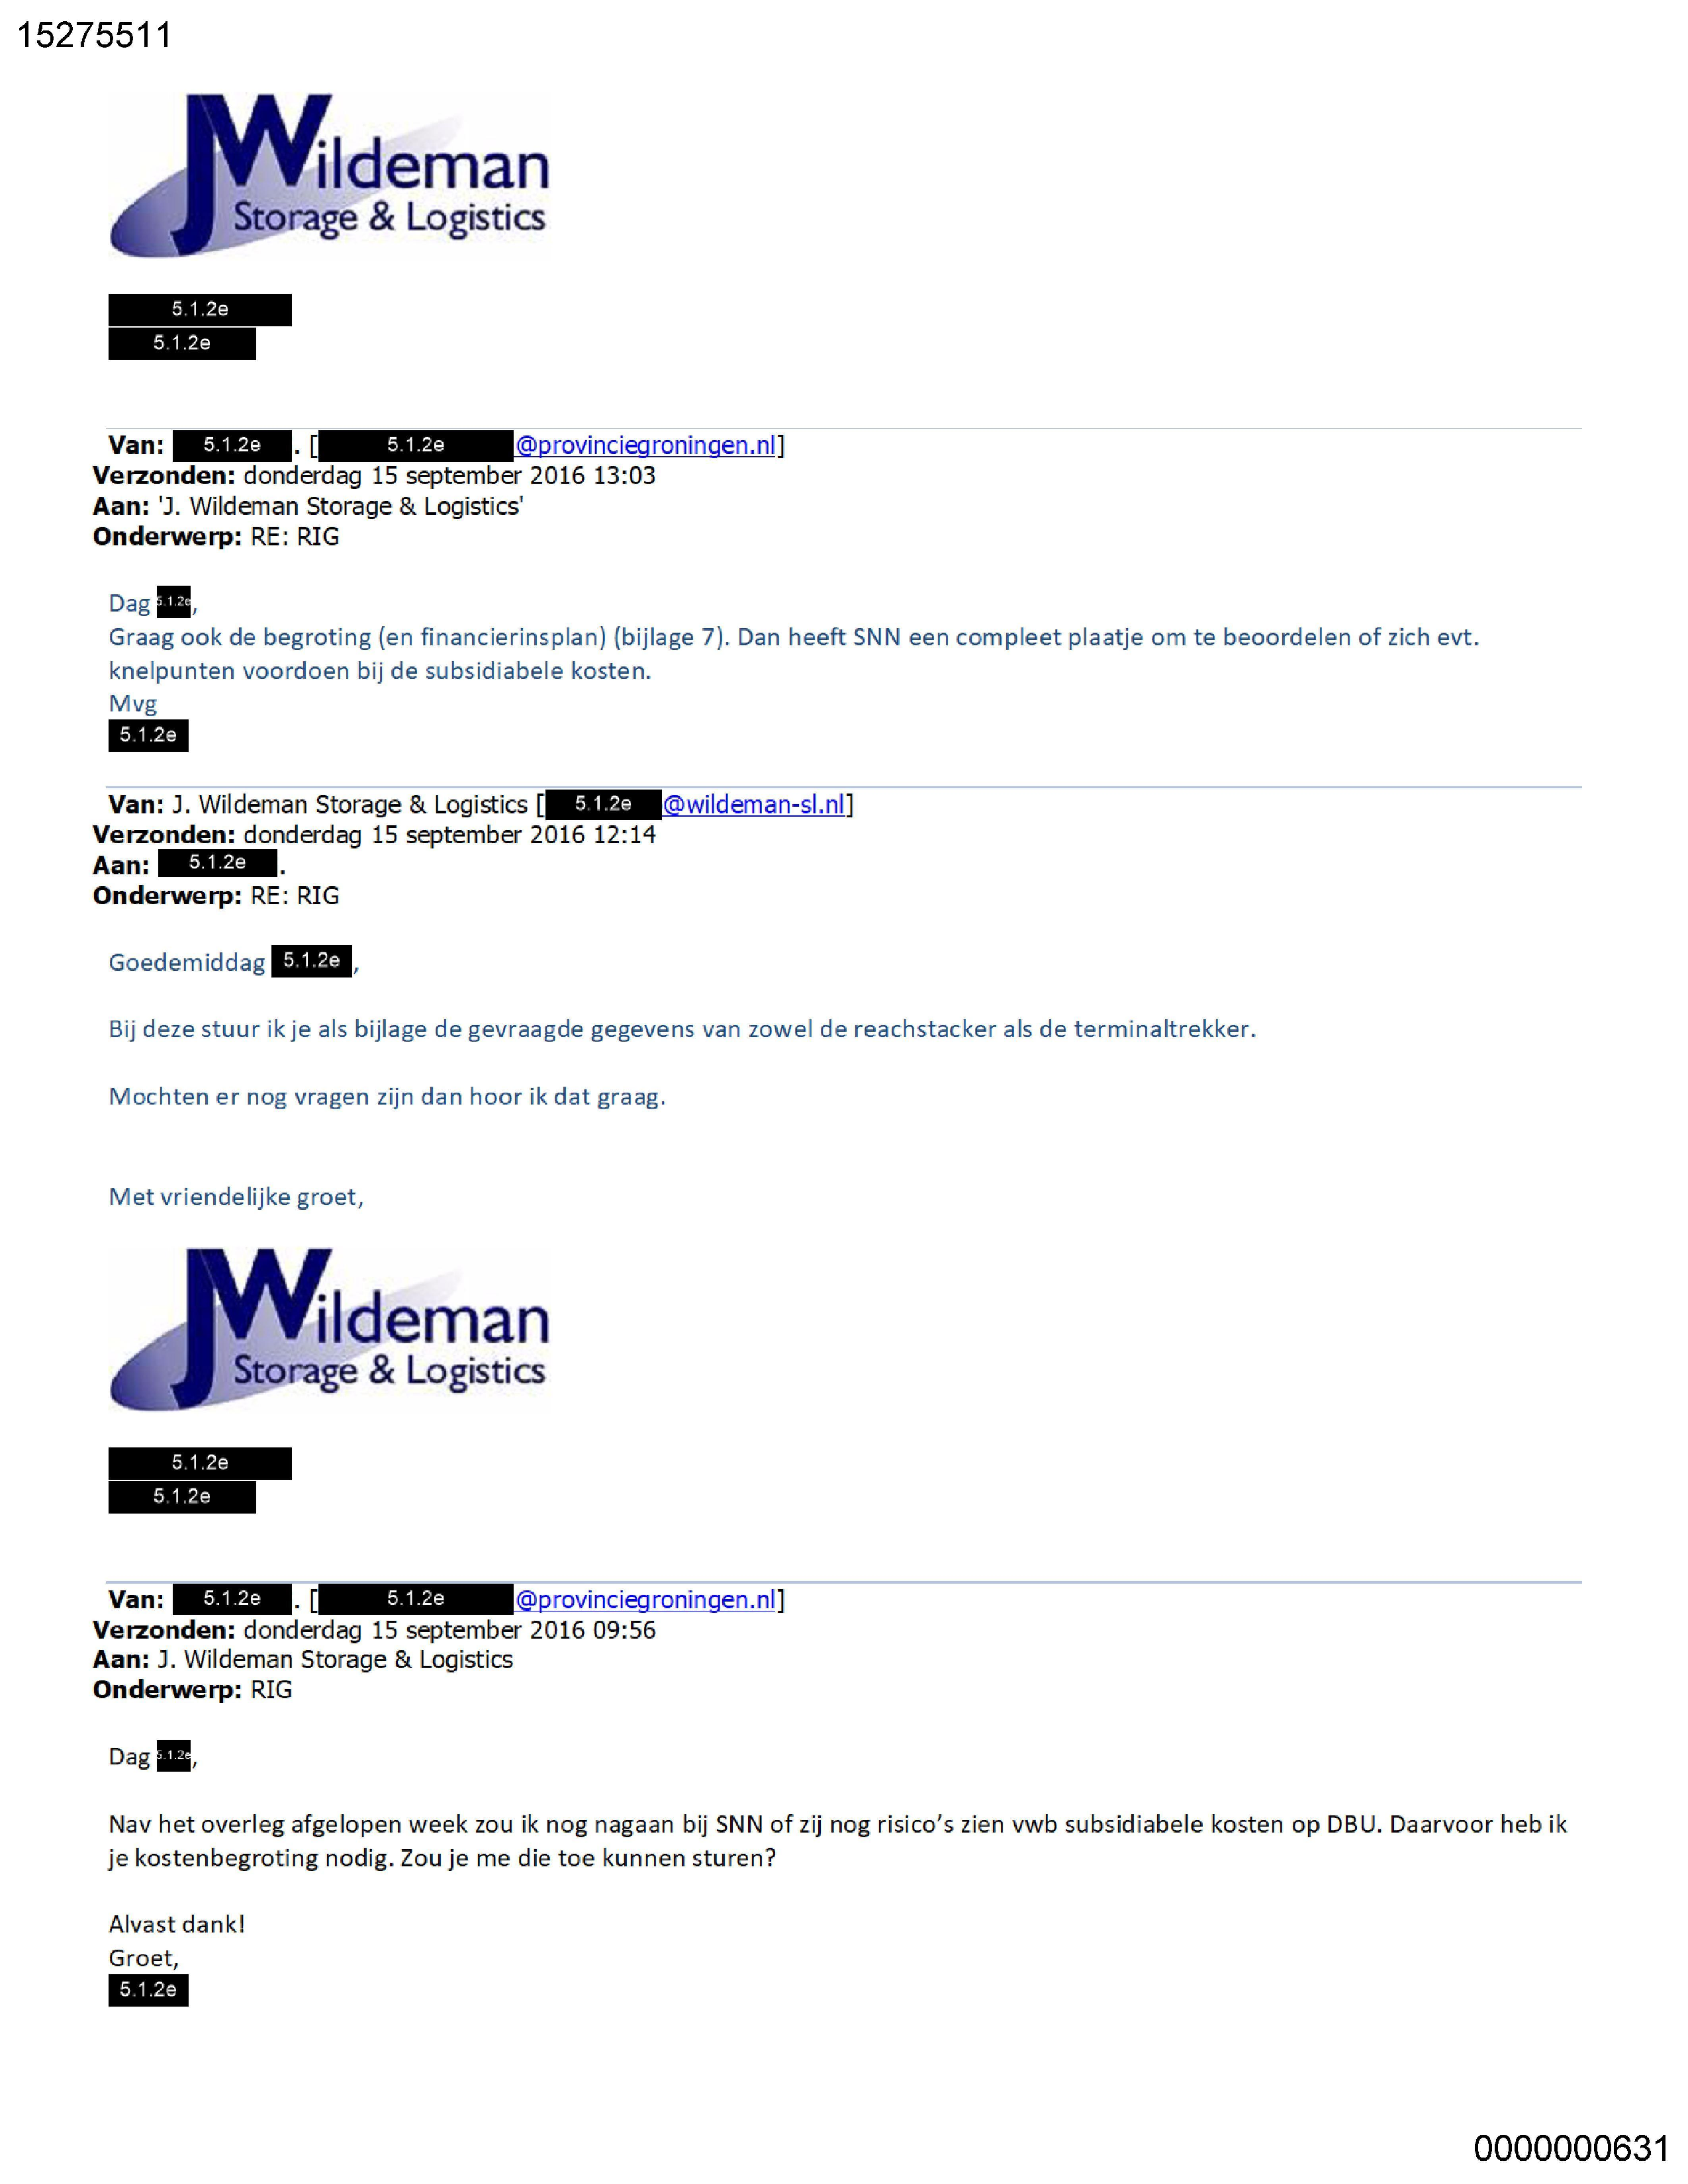 15275511
JWildeman
Storage & Logistics
5.1.2e
5.1.2e
Van: 5.1.2e . [ 5.1.2e @provinciegroningen.nl]
Verzonden: donderdag 15 september 2016 13:03
Aan: 'J. Wildeman Storage & Logistics'
Onderwerp: RE: RIG
Dag 5.1.2e,
Graag ook de begroting (en financierinsplan) (bijlage 7). Dan heeft SNN een compleet plaatje om te beoordelen of zich evt.
knelpunten voordoen bij de subsidiabele kosten.
Mvg
5.1.2e
Van: J. Wildeman Storage & Logistics [ 5.1.2e @wildeman-sl.nl]
Verzonden: donderdag 15 september 2016 12:14
Aan: 5.1.2e .
Onderwerp: RE: RIG
Goedemiddag 5.1.2e ,
Bij deze stuur ik je als bijlage de gevraagde gegevens van zowel de reachstacker als de terminaltrekker.
Mochten er nog vragen zijn dan hoor ik dat graag.
Met vriendelijke groet,
JWildeman
Storage & Logistics
5.1.2e
5.1.2e
Van: 5.1.2e . [ 5.1.2e @provinciegroningen.nl]
Verzonden: donderdag 15 september 2016 09:56
Aan: J. Wildeman Storage & Logistics
Onderwerp: RIG
Dag 5.1.2e,
Nav het overleg afgelopen week zou ik nog nagaan bij SNN of zij nog risico's zien vwb subsidiabele kosten op DBU. Daarvoor heb ik
je kostenbegroting nodig. Zou je me die toe kunnen sturen?
Alvast dank!
Groet,
5.1.2e
0000000631